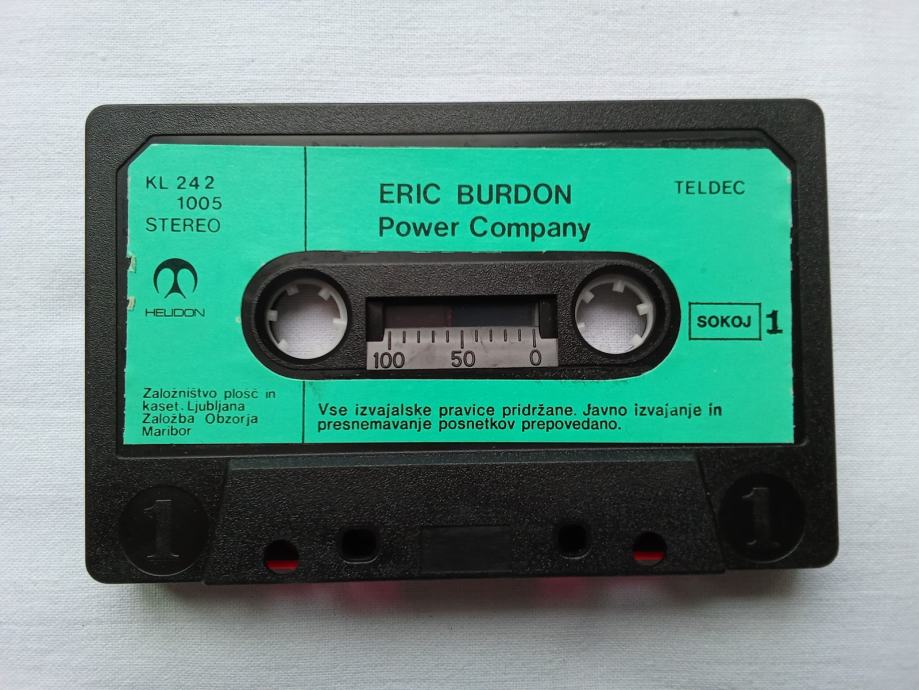 KL 242
1005
STEREO
HELIDON
Založništvo plošč in
kaset. Ljubljana
Založba Obzorja
Maribor
ERIC BURDON
Power Company
TELDEC
100 50 0
SOKOJ 1
Vse izvajalske pravice pridržane. Javno izvajanje in
presnemavanje posnetkov prepovedano.
1 1